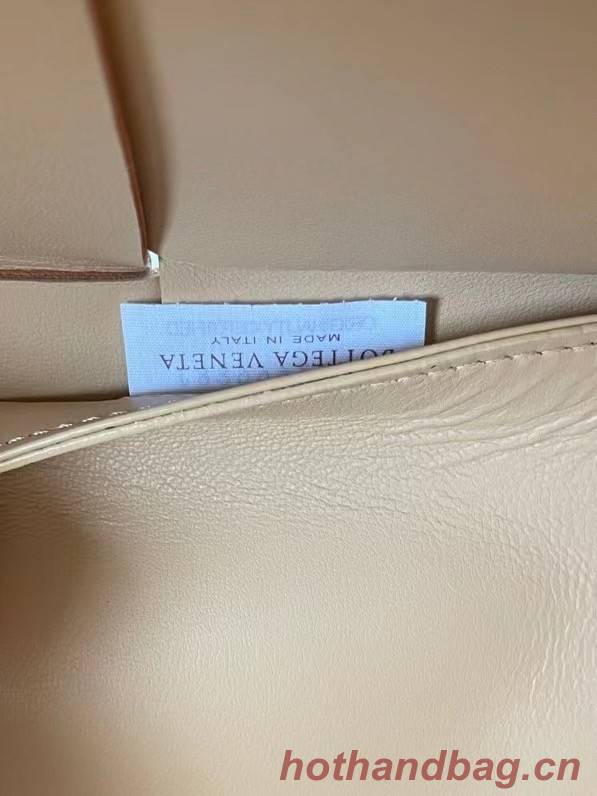 BOTTEGA VENETA
MADE IN ITALY
hothandbag.cn